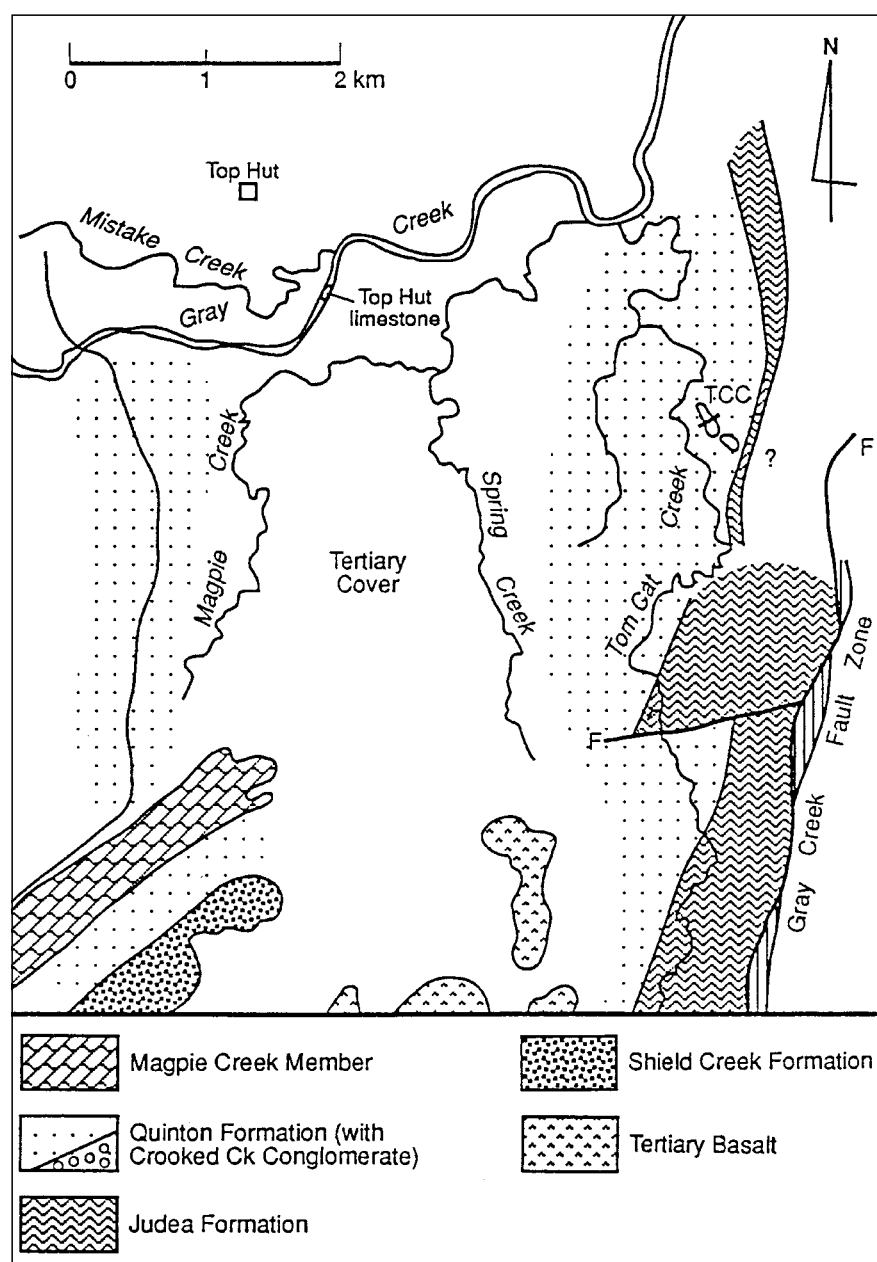 0 1 2 km
N
Top Hut
Mistake
Creek
Creek
Gray
Top Hut
limestone
TCC
Creek
Magpie
Spring
Creek
Creek
Tom Cat
?
F
Tertiary
Cover
F
Zone
Fault
Creek
Gray
Magpie Creek Member
Quinton Formation (with
Crooked Ck Conglomerate)
Judea Formation
Shield Creek Formation
Tertiary Basalt